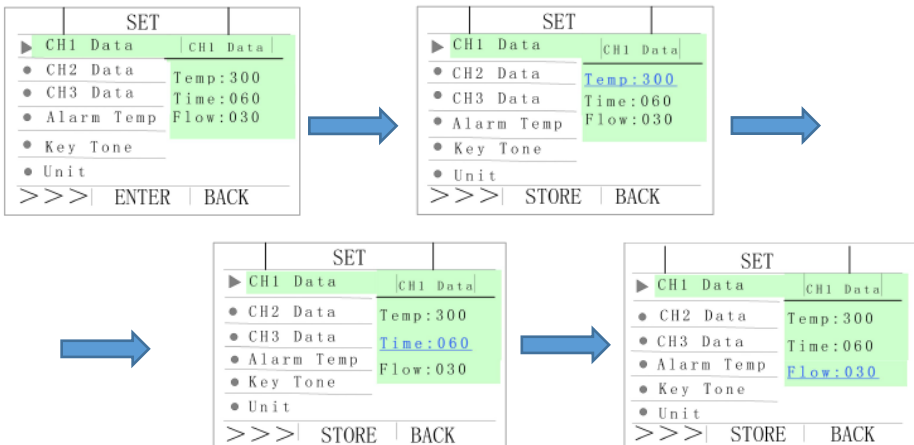 SET
CH1 Data CH1 Data
CH2 Data Temp:300
CH3 Data Time:060
Alarm Temp Flow:030
Key Tone
Unit
>>> ENTER BACK
SET
CH1 Data CH1 Data
CH2 Data Temp:300
CH3 Data Time:060
Alarm Temp Flow:030
Key Tone
Unit
>>> STORE BACK
SET
CH1 Data CH1 Data
CH2 Data Temp:300
CH3 Data Time:060
Alarm Temp Flow:030
Key Tone
Unit
>>> STORE BACK
SET
CH1 Data CH1 Data
CH2 Data Temp:300
CH3 Data Time:060
Alarm Temp Flow:030
Key Tone
Unit
>>> STORE BACK